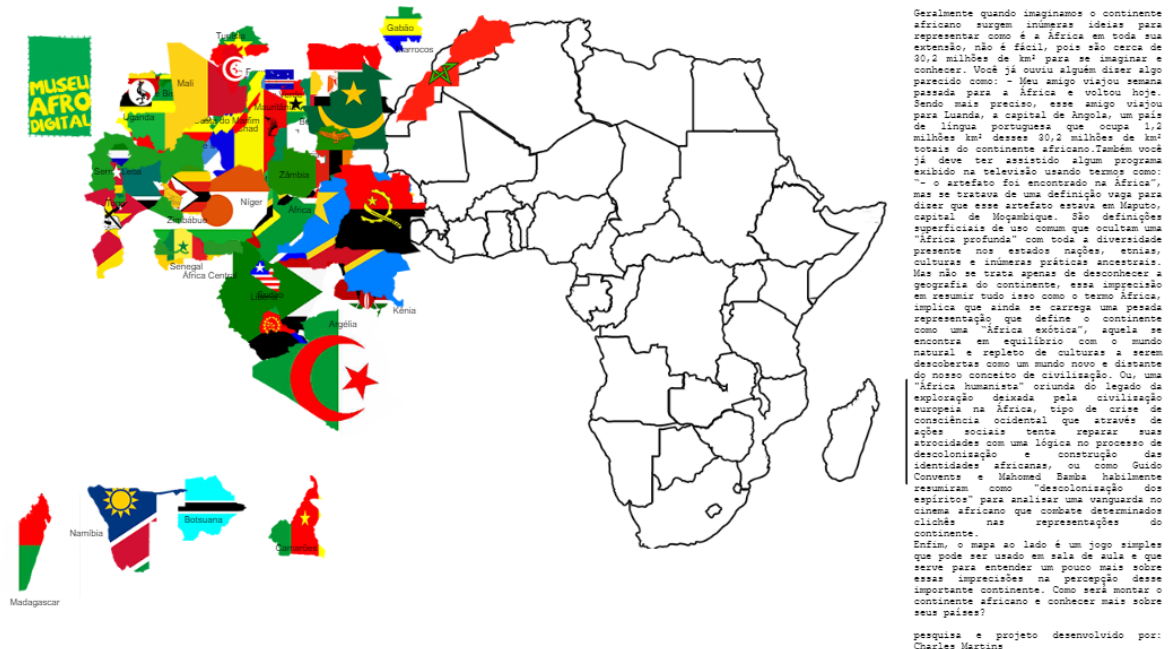 MUSEU
AFRO
DIGITAL
Tunísia
Gabão
Marrocos
Mali
Uganda
Mauritânia
Chad
Serra Leoa
Zâmbia
África
Níger
Zimbábue
Senegal
África Central
Quénia
Argélia
Namíbia
Botsuana
Camarões
Madagascar
Geralmente quando imaginamos o continente
africano surgem inúmeras ideias para
representar como é a África em toda sua
extensão, não é fácil, pois são cerca de
30,2 milhões de km² para se imaginar e
conhecer. Você já ouviu alguém dizer algo
parecido como: - Meu amigo viajou semana
passada para a África e voltou hoje.
Sendo mais preciso, esse amigo viajou
para Luanda, a capital de Angola, um país
de língua portuguesa que ocupa 1,2
milhões km² desses 30,2 milhões de km²
totais do continente africano.Também você
já deve ter assistido algum programa
exibido na televisão usando termos como:
"- o artefato foi encontrado na África",
mas se tratava de uma definição vaga para
dizer que esse artefato estava em Maputo,
capital de Moçambique. São definições
superficiais de uso comum que ocultam uma
"África profunda" com toda a diversidade
presente nos estados nações, etnias,
culturas e inúmeras práticas ancestrais.
Mas não se trata apenas de desconhecer a
geografia do continente, essa imprecisão
em resumir tudo isso como o termo África,
implica que ainda se carrega uma pesada
representação que define o continente
como uma "África exótica", aquela se
encontra em equilíbrio com o mundo
natural e repleto de culturas a serem
descobertas como um mundo novo e distante
do nosso conceito de civilização. Ou, uma
"África humanista" oriunda do legado da
exploração deixada pela civilização
europeia na África, tipo de crise de
consciência ocidental que através de
ações sociais tenta reparar suas
atrocidades com uma lógica no processo de
descolonização e construção das
identidades africanas, ou como Guido
Convents e Mahomed Bamba habilmente
resumiram como "descolonização dos
espíritos" para analisar uma vanguarda no
cinema africano que combate determinados
clichês nas representações do
continente.
Enfim, o mapa ao lado é um jogo simples
que pode ser usado em sala de aula e que
serve para entender um pouco mais sobre
essas imprecisões na percepção desse
importante continente. Como será montar o
continente africano e conhecer mais sobre
seus países?
pesquisa e projeto desenvolvido por:
Charles Martins